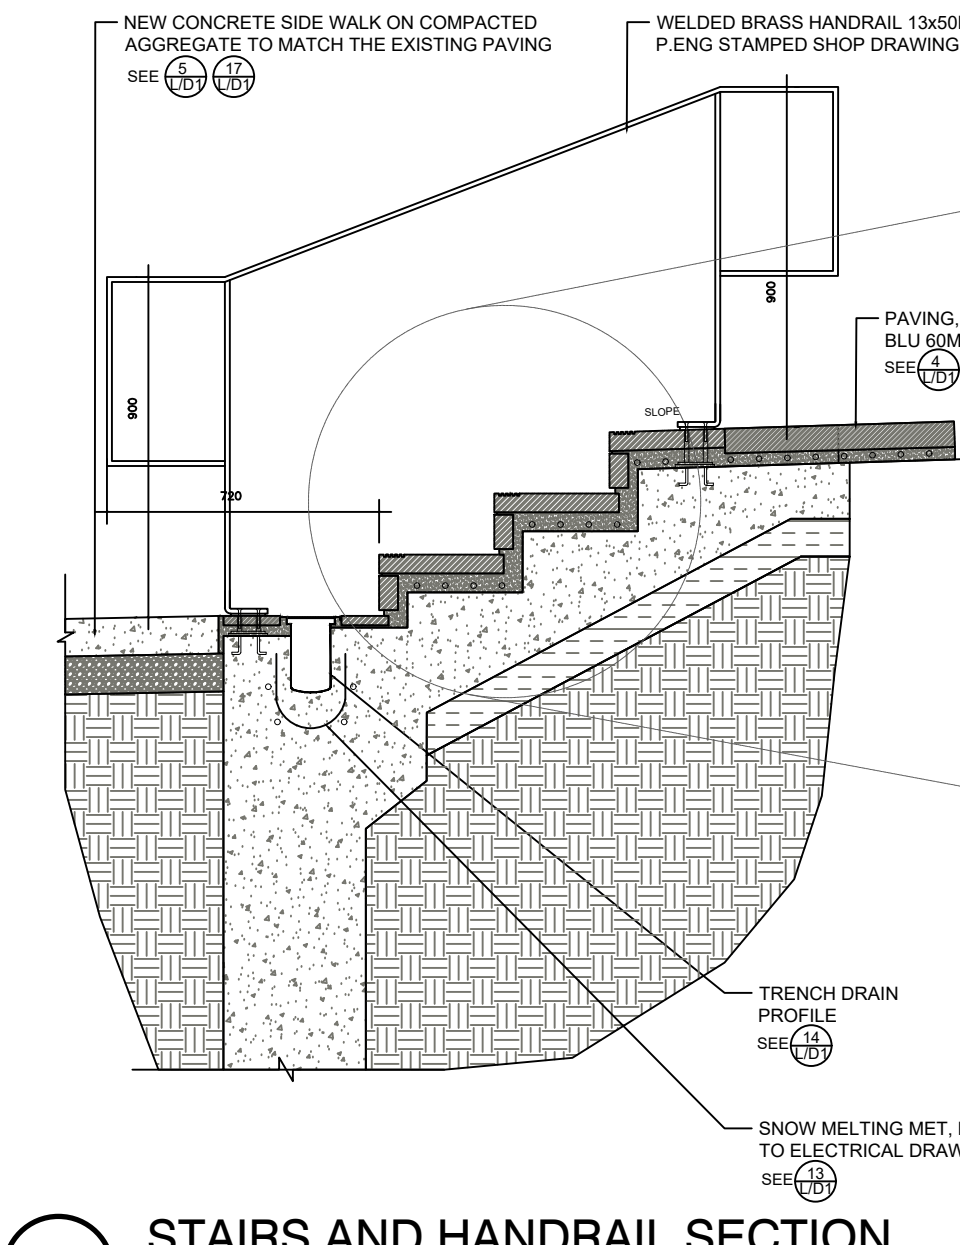 NEW CONCRETE SIDE WALK ON COMPACTED
AGGREGATE TO MATCH THE EXISTING PAVING
SEE 5 L/D1 17 L/D1
WELDED BRASS HANDRAIL 13x50
P.ENG STAMPED SHOP DRAWING
900
PAVING,
BLU 60M
SEE 4 L/D1
SLOPE
900
720
TRENCH DRAIN
PROFILE
SEE 14 L/D1
SNOW MELTING MET,
TO ELECTRICAL DRAW
SEE 13 L/D1
STAIRS AND HANDRAIL SECTION